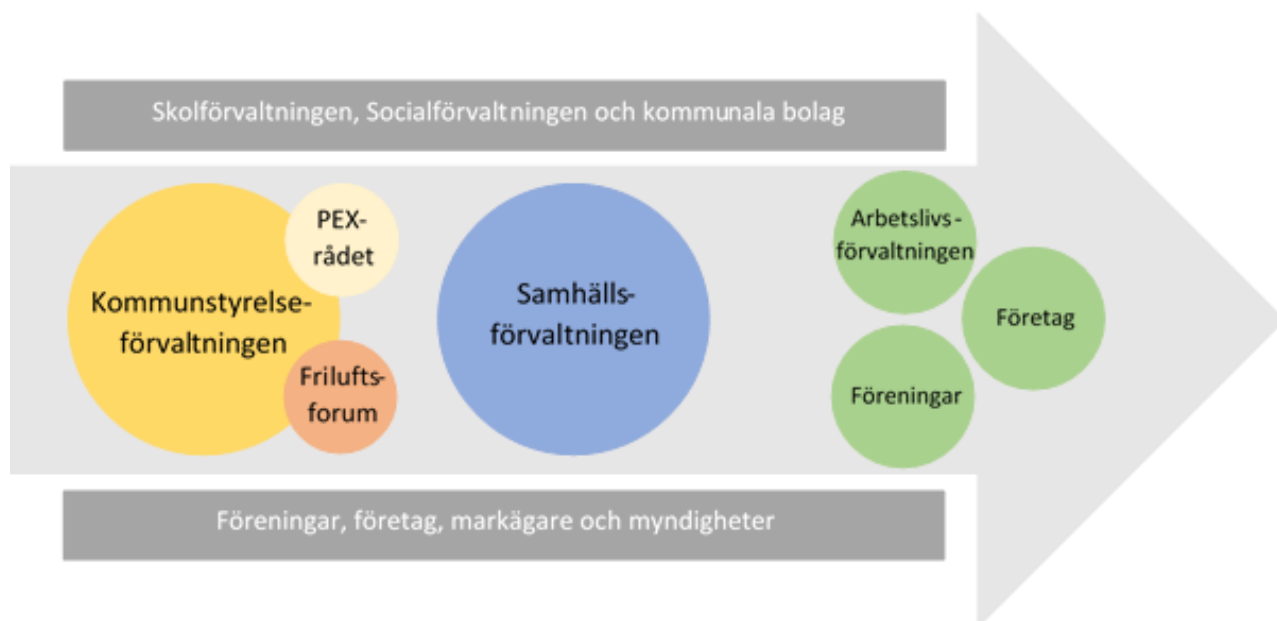 Skolförvaltningen, Socialförvaltningen och kommunala bolag
PEX-
rådet
Kommunstyrelse-
förvaltningen
Frilufts-
forum
Samhälls-
förvaltningen
Arbetslivs-
förvaltningen
Företag
Föreningar
Föreningar, företag, markägare och myndigheter